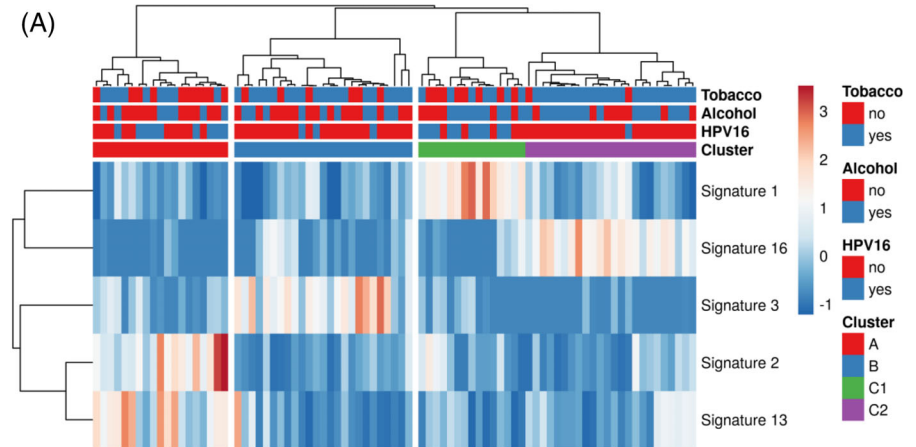 (A)
Tobacco
Alcohol
HPV16
Cluster
Signature 1
Signature 16
Signature 3
Signature 2
Signature 13
3
2
1
0
-1
Tobacco
no
yes
Alcohol
no
yes
HPV16
no
yes
Cluster
A
B
C1
C2